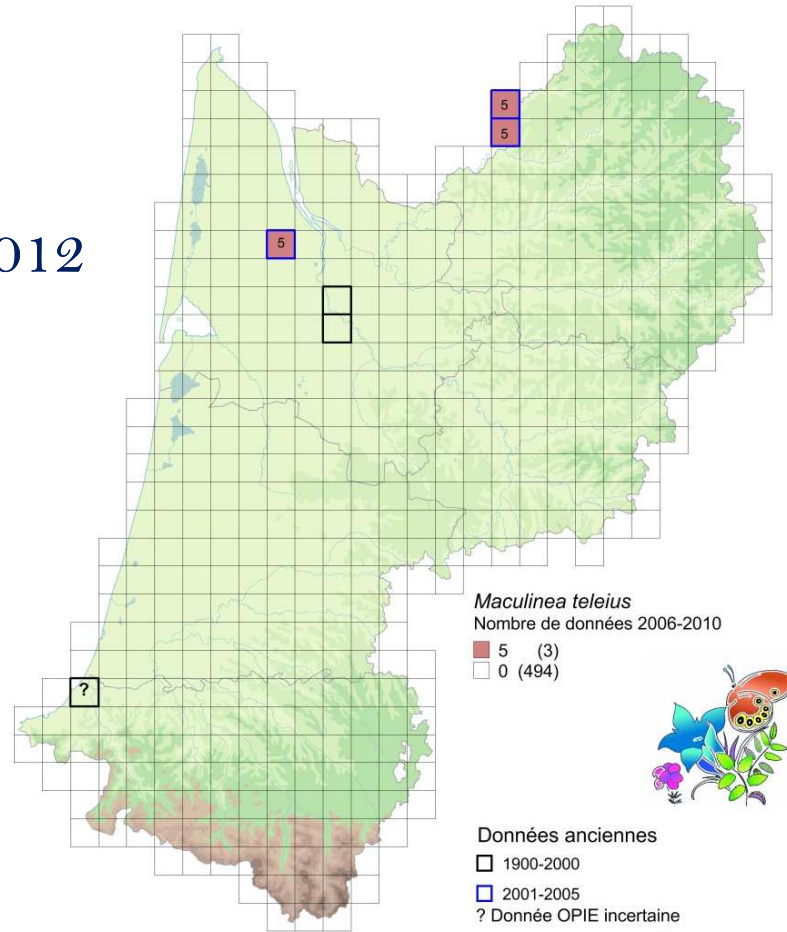 5
5
5
012
?
Maculinea teleius
Nombre de données 2006-2010
5 (3)
0 (494)
Données anciennes
1900-2000
2001-2005
? Donnée OPIE incertaine